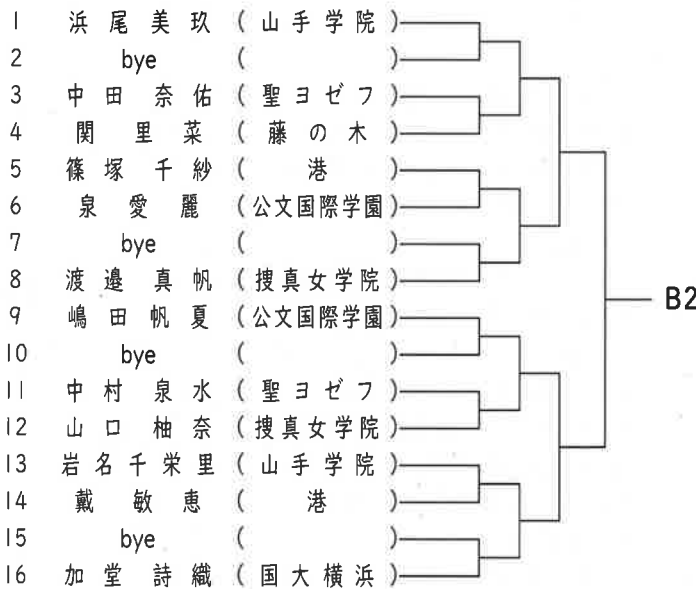 1 浜尾美玖 (山手学院)
2 bye ( )
3 中田奈佑 (聖ヨゼフ)
4 関里菜 (藤の木)
5 篠塚千紗 (港)
6 泉愛麗 (公文国際学園)
7 bye ( )
8 渡邉真帆 (捜真女学院)
9 嶋田帆夏 (公文国際学園)
B2
10 bye ( )
11 中村泉水 (聖ヨゼフ)
12 山口柚奈 (捜真女学院)
13 岩名千栄里 (山手学院)
14 戴敏恵 (港)
15 bye ( )
16 加堂詩織 (国大横浜)